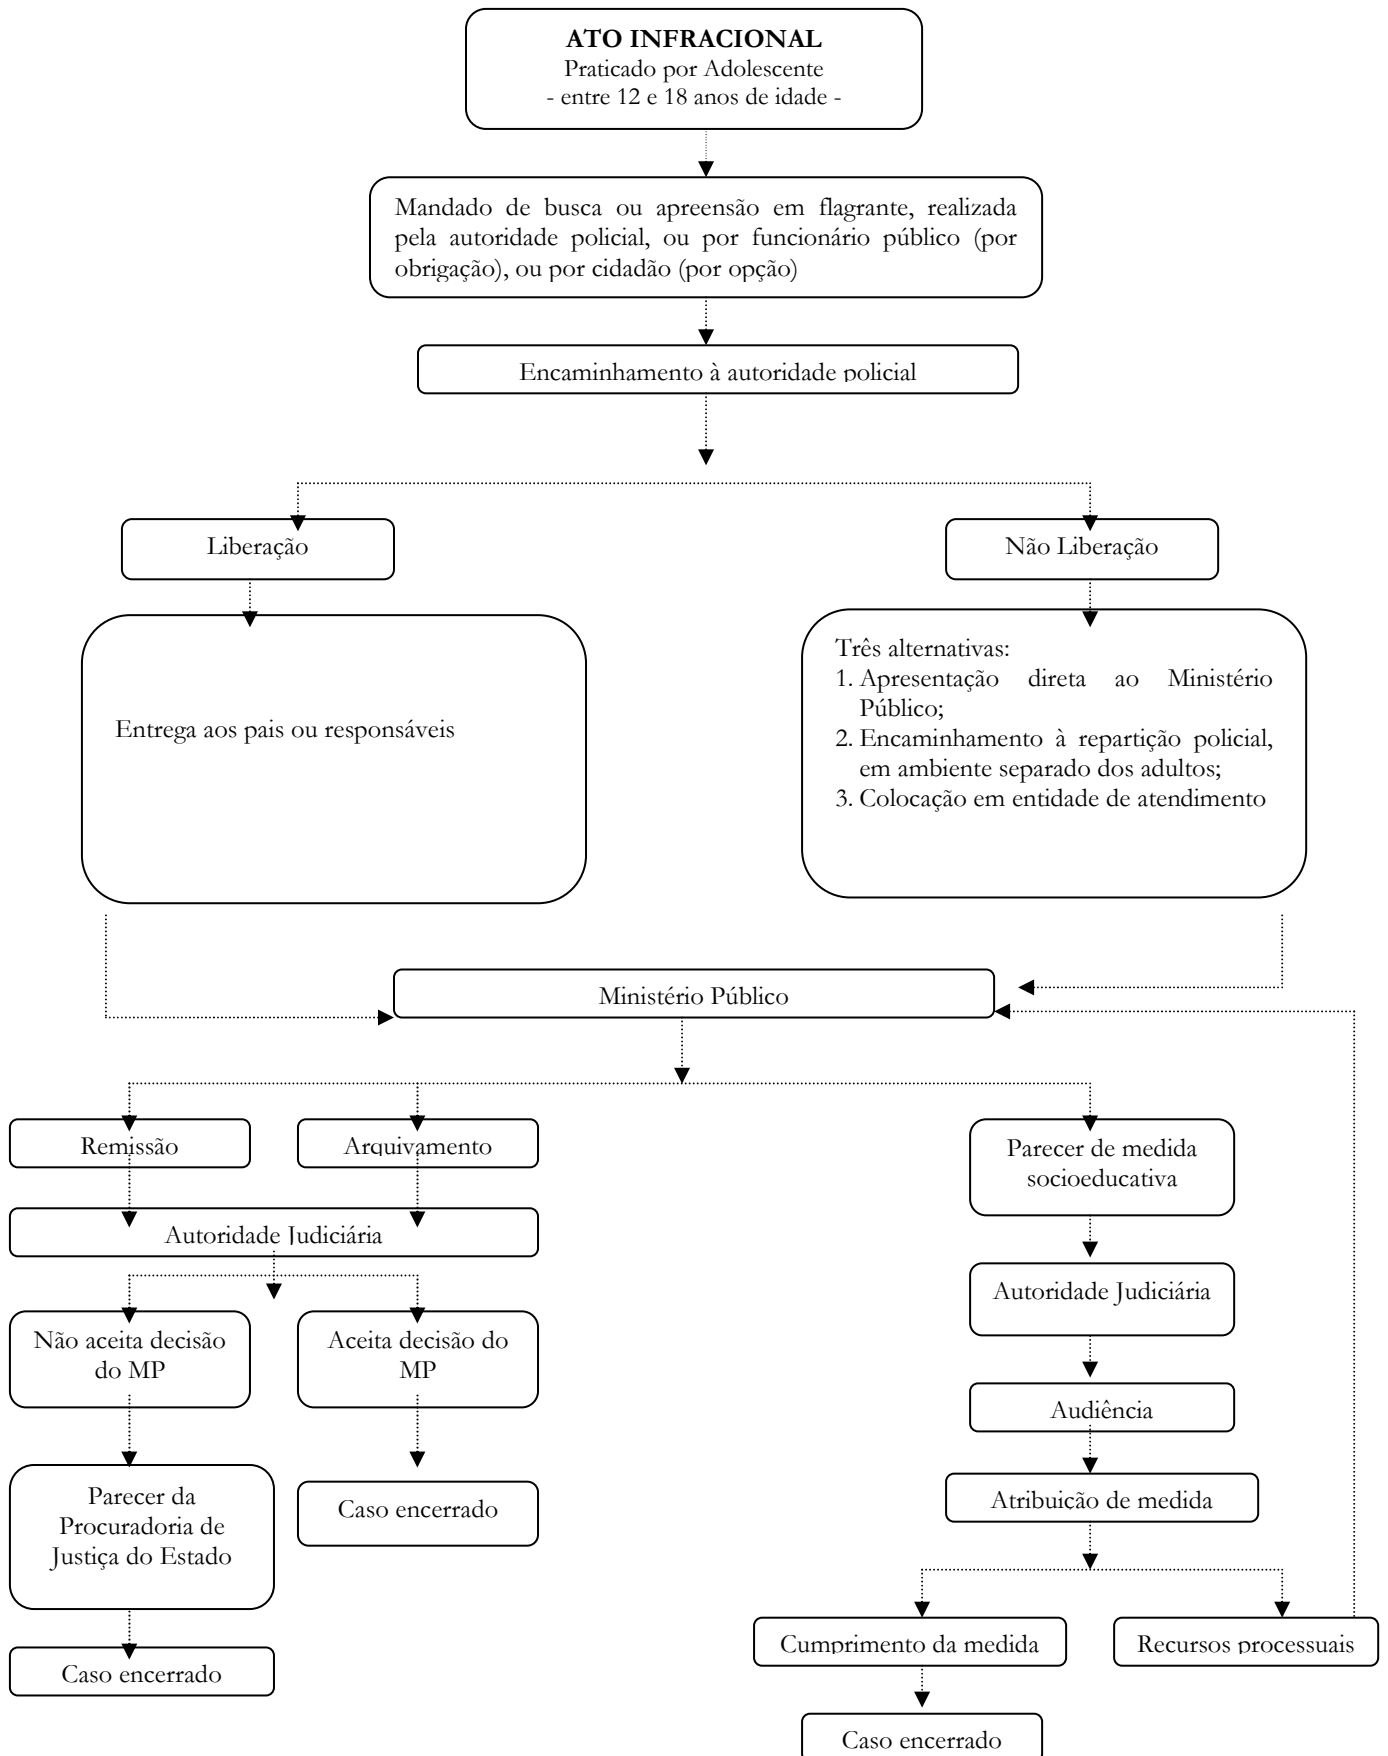 ATO INFRACIONAL
Praticado por Adolescente
- entre 12 e 18 anos de idade -
Mandado de busca ou apreensão em flagrante, realizada
pela autoridade policial, ou por funcionário público (por
obrigação), ou por cidadão (por opção)
Encaminhamento à autoridade policial
Liberação
Não Liberação
Entrega aos pais ou responsáveis
Três alternativas:
1. Apresentação direta ao Ministério
Público;
2. Encaminhamento à repartição policial,
em ambiente separado dos adultos;
3. Colocação em entidade de atendimento
Ministério Público
Remissão
Arquivamento
Parecer de medida
socioeducativa
Autoridade Judiciária
Autoridade Judiciária
Não aceita decisão
do MP
Aceita decisão do
MP
Audiência
Parecer da
Procuradoria de
Justiça do Estado
Caso encerrado
Atribuição de medida
Caso encerrado
Cumprimento da medida
Recursos processuais
Caso encerrado